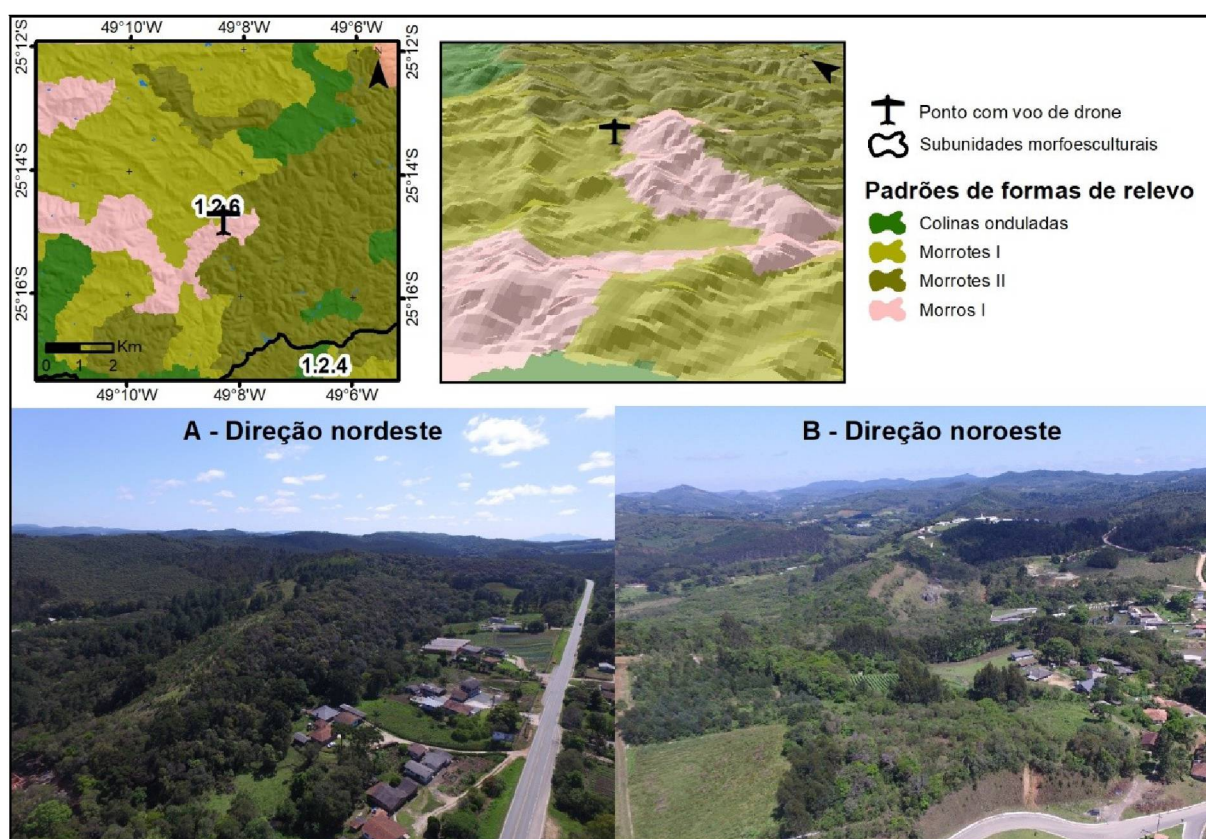 49°10'W 49°8'W 49°6'W
25°12'S
25°12'S
25°14'S
25°14'S
25°16'S
25°16'S
N
1.2.6
Km
0 1 2
1.2.4
49°10'W 49°8'W 49°6'W
Ponto com voo de drone
Subunidades morfoesculturais
Padrões de formas de relevo
Colinas onduladas
Morrotes I
Morrotes II
Morros I
A - Direção nordeste
B - Direção noroeste